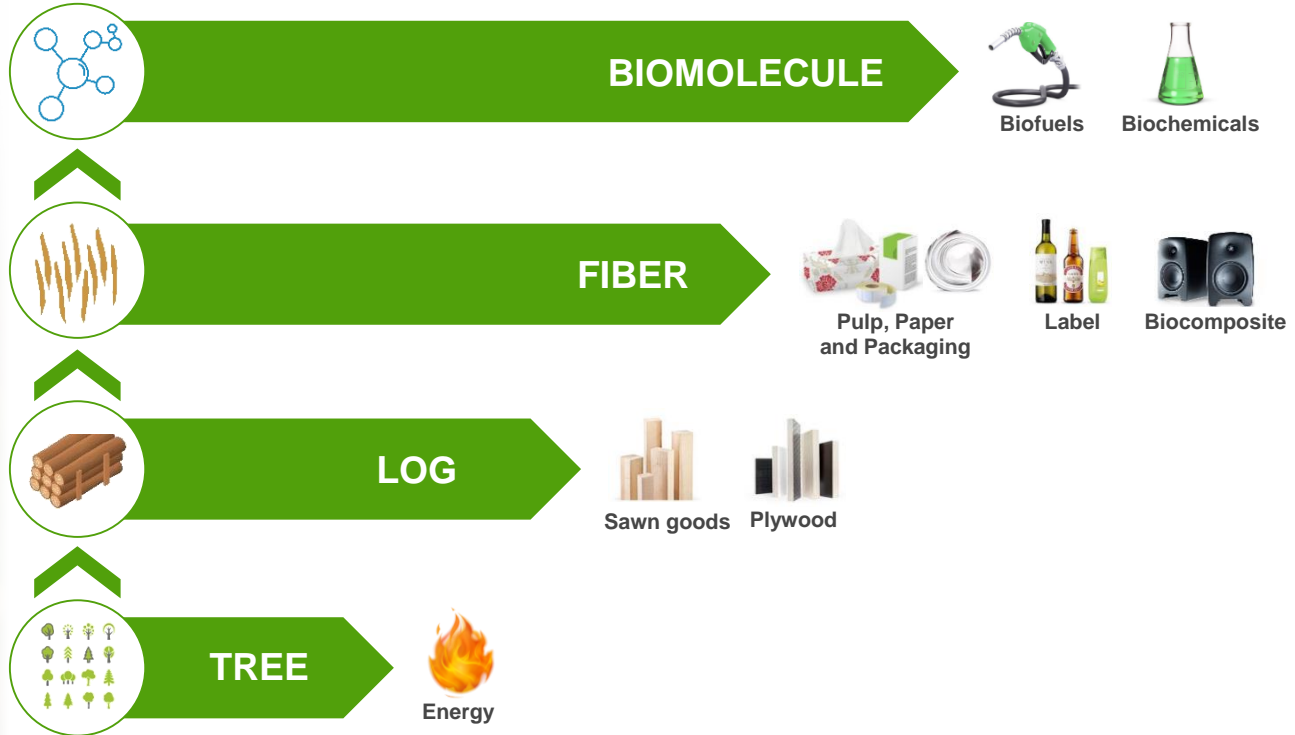 BIOMOLECULE
Biofuels
Biochemicals
FIBER
Pulp, Paper
and Packaging
Label
Biocomposite
LOG
Sawn goods
Plywood
TREE
Energy